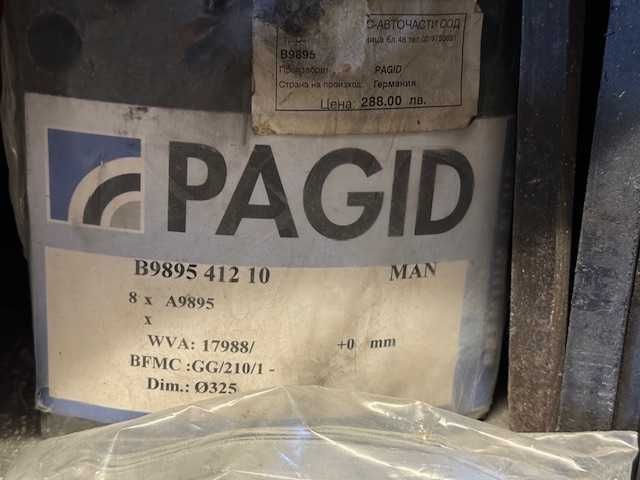 С-АВТОЧАСТИ ООД
B9895
PAGID
Страна на произход: Германия
Цена: 288.00 лв.
PAGID
B9895 412 10 MAN
8 x A9895
x
WVA: 17988/ +0 mm
BFMC :GG/210/1 -
Dim.: Ø325